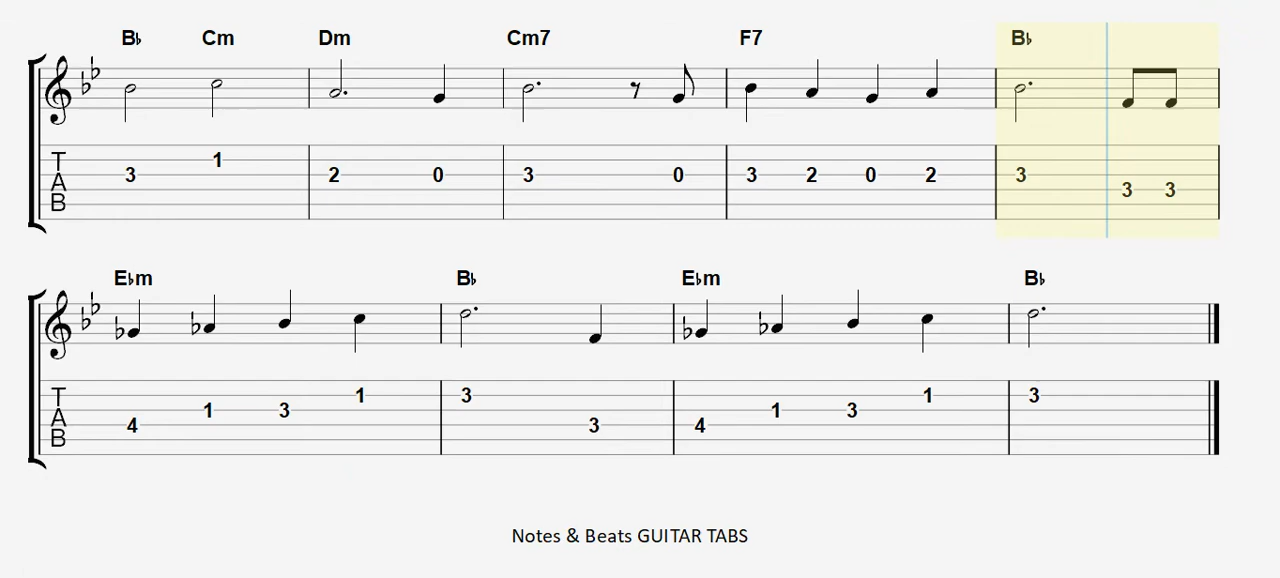 B♭ Cm Dm Cm7 F7 B♭
T 3 1 2 0 3 0 3 2 0 2 3 3 3
A
B
E♭m B♭ E♭m B♭
T 4 1 3 1 3 3 4 1 3 1 3
A
B
Notes & Beats GUITAR TABS